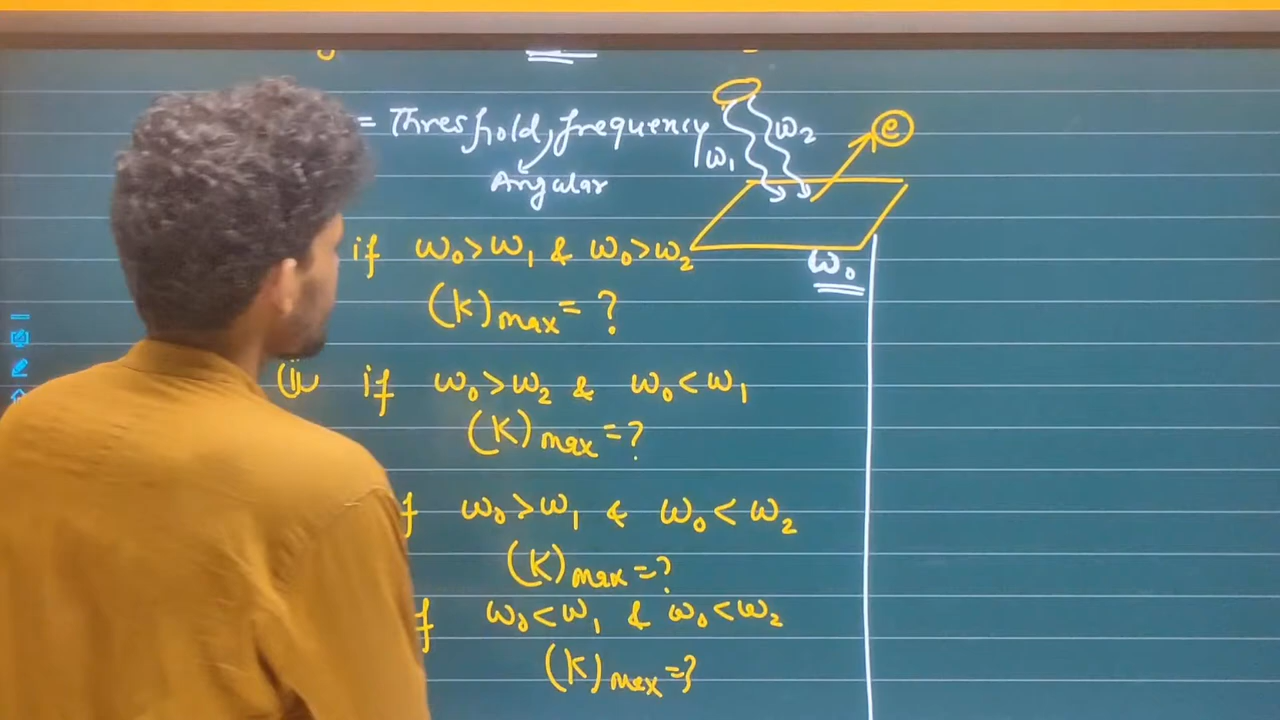 = Threshold, frequency
Angular
ω₁
ω₂
e
ω₀
if ω₀>ω₁ & ω₀>ω₂
(K)max = ?
(ii) if ω₀>ω₂ & ω₀<ω₁
(K)max = ?
f ω₀>ω₁ & ω₀<ω₂
(K)max = ?
f ω₀<ω₁ & ω₀<ω₂
(K)max = ?